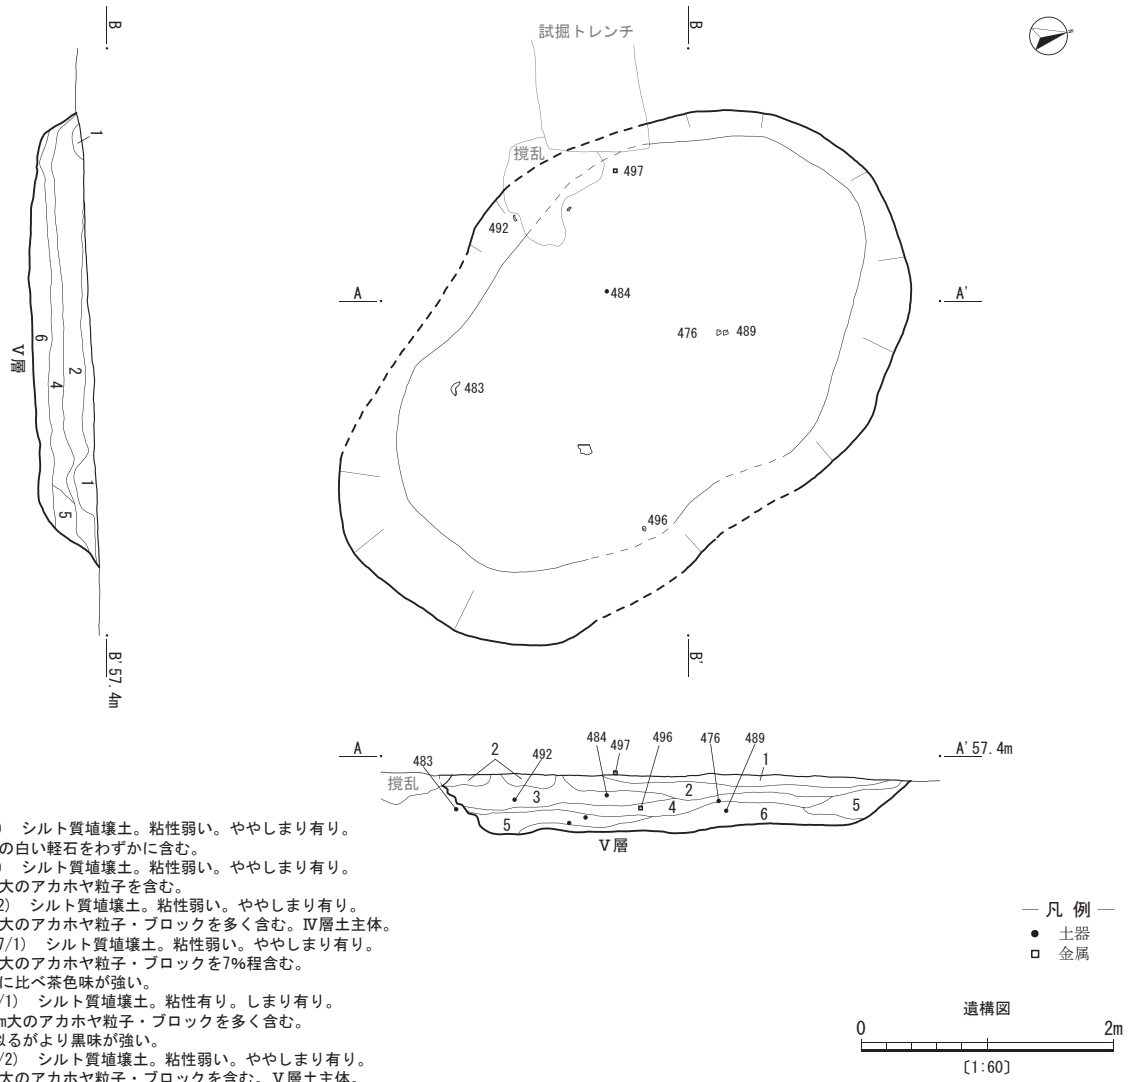 試掘トレンチ
撹乱
B
B
B' 57.4m
B'
A
A'
497
492
484
476
489
483
496
1
2
4
6
1
5
V層
A
A' 57.4m
撹乱
483
2
492
484
497
496
476
489
1
2
3
4
5
6
5
V層
) シルト質埴壌土。粘性弱い。ややしまり有り。
の白い軽石をわずかに含む。
) シルト質埴壌土。粘性弱い。ややしまり有り。
大のアカホヤ粒子を含む。
2) シルト質埴壌土。粘性弱い。ややしまり有り。
大のアカホヤ粒子・ブロックを多く含む。Ⅳ層土主体。
7/1) シルト質埴壌土。粘性弱い。ややしまり有り。
大のアカホヤ粒子・ブロックを7%程含む。
に比べ茶色味が強い。
/1) シルト質埴壌土。粘性有り。しまり有り。
m大のアカホヤ粒子・ブロックを多く含む。
似るがより黒味が強い。
/2) シルト質埴壌土。粘性弱い。ややしまり有り。
大のアカホヤ粒子・ブロックを含む。Ⅴ層土主体。
凡 例
土器
金属
遺構図
0 2m
〔1:60〕